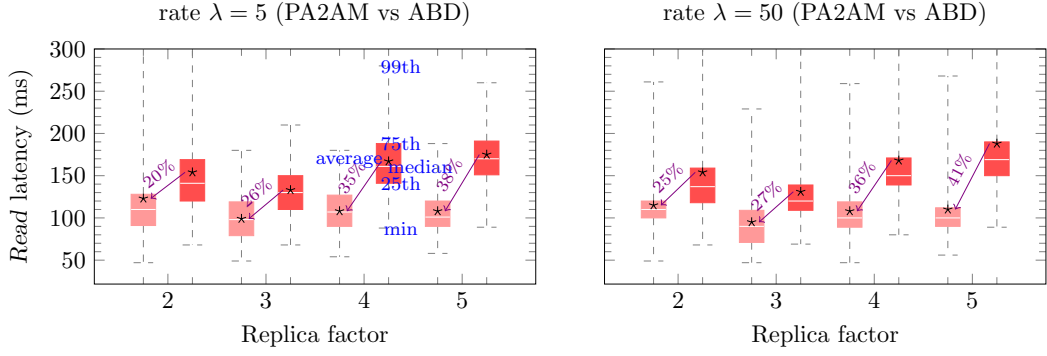 rate λ = 5 (PA2AM vs ABD)
Read latency (ms)
300
250
200
150
100
50
20%
26%
35%
38%
99th
75th
average
median
25th
min
2
3
4
5
Replica factor
rate λ = 50 (PA2AM vs ABD)
25%
27%
36%
41%
2
3
4
5
Replica factor